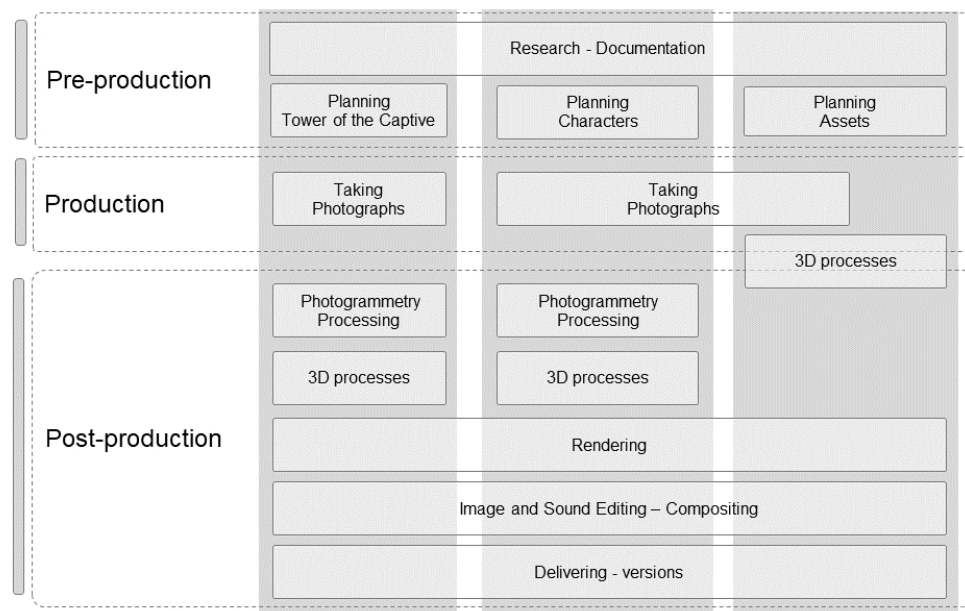 Pre-production
Research - Documentation
Planning
Tower of the Captive
Planning
Characters
Planning
Assets
Production
Taking
Photographs
Taking
Photographs
3D processes
Post-production
Photogrammetry
Processing
Photogrammetry
Processing
3D processes
3D processes
Rendering
Image and Sound Editing – Compositing
Delivering - versions